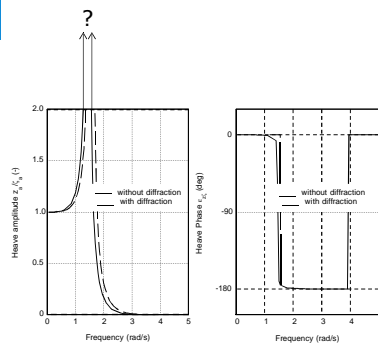 ?
Heave amplitude z_a/ζ_a (-)
2.0
1.5
1.0
0.5
0
without diffraction
with diffraction
0 1 2 3 4 5
Frequency (rad/s)
Heave Phase ε_zζ (deg)
0
-90
-180
without diffraction
with diffraction
0 1 2 3 4
Frequency (rad/s)